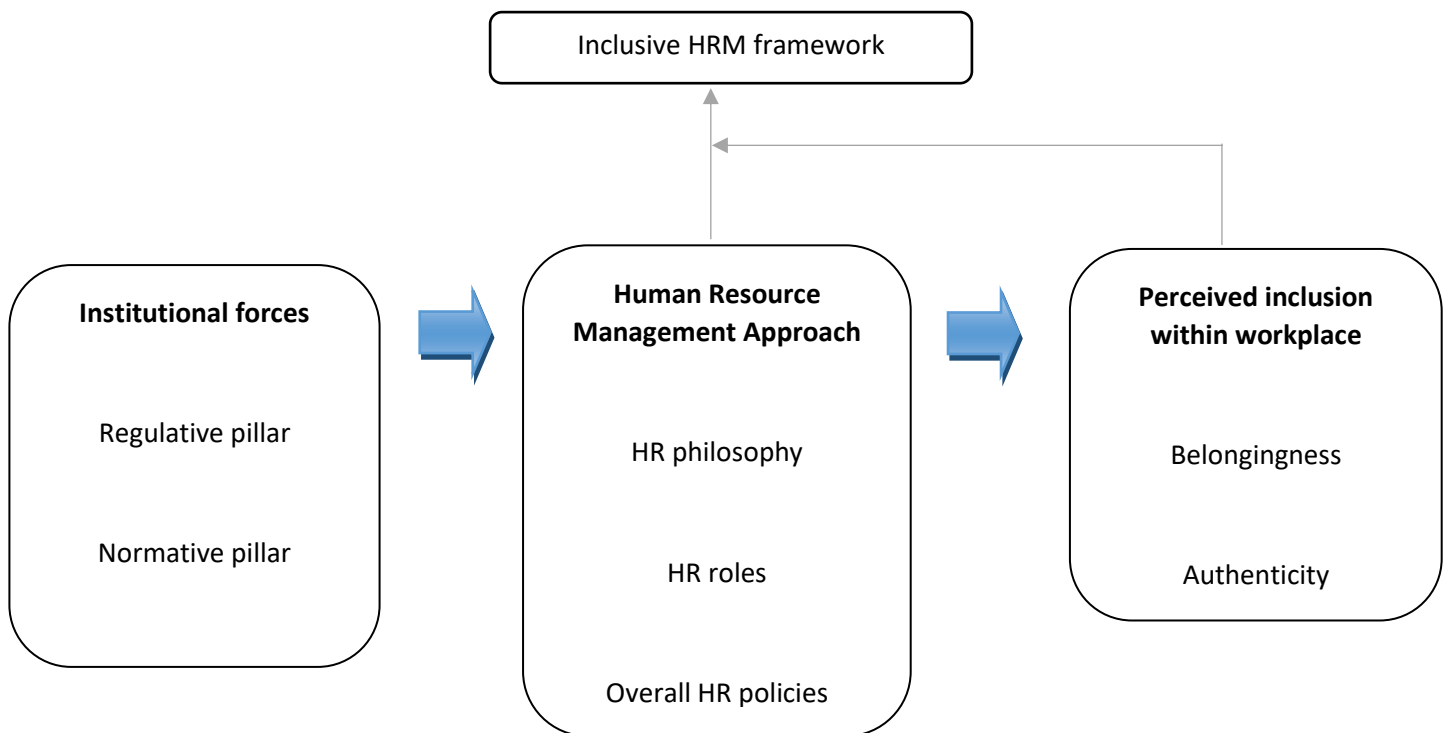 Inclusive HRM framework
Institutional forces
Regulative pillar
Normative pillar
Human Resource
Management Approach
HR philosophy
HR roles
Overall HR policies
Perceived inclusion
within workplace
Belongingness
Authenticity